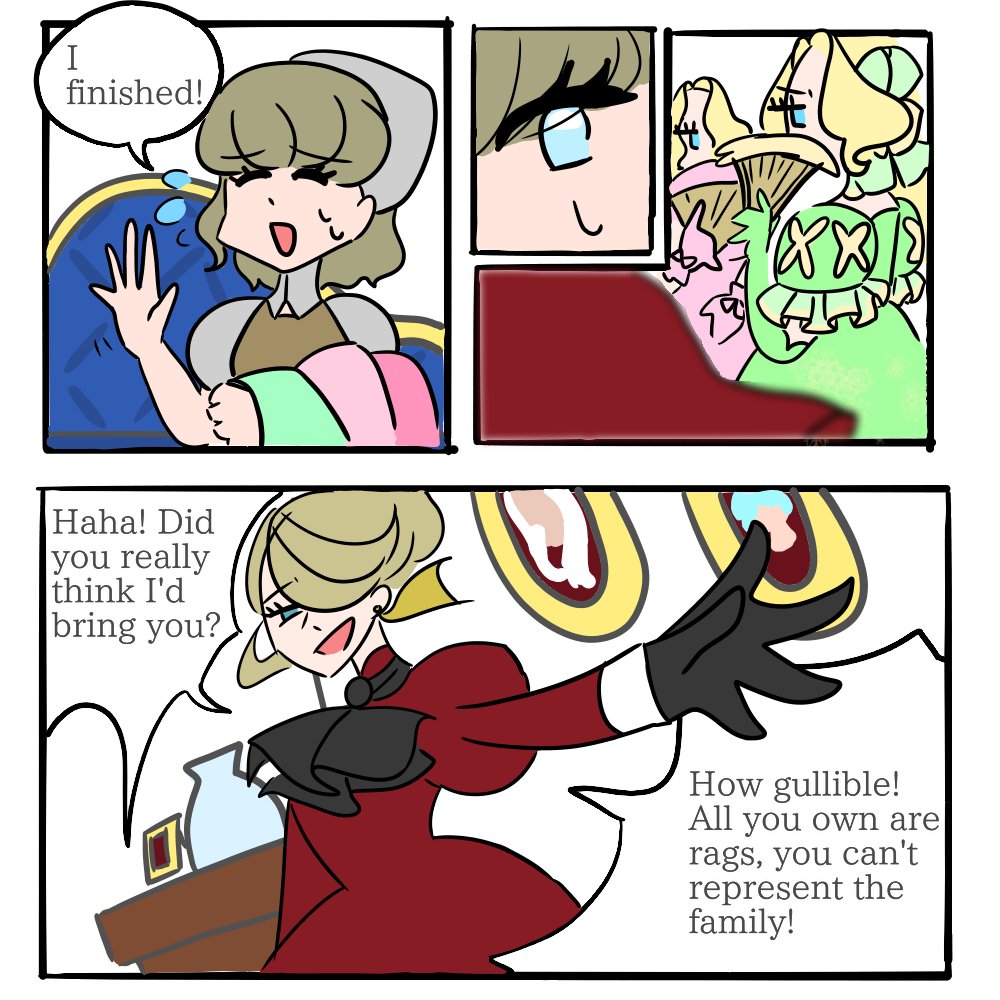 I
finished!
Haha! Did
you really
think I'd
bring you?
How gullible!
All you own are
rags, you can't
represent the
family!